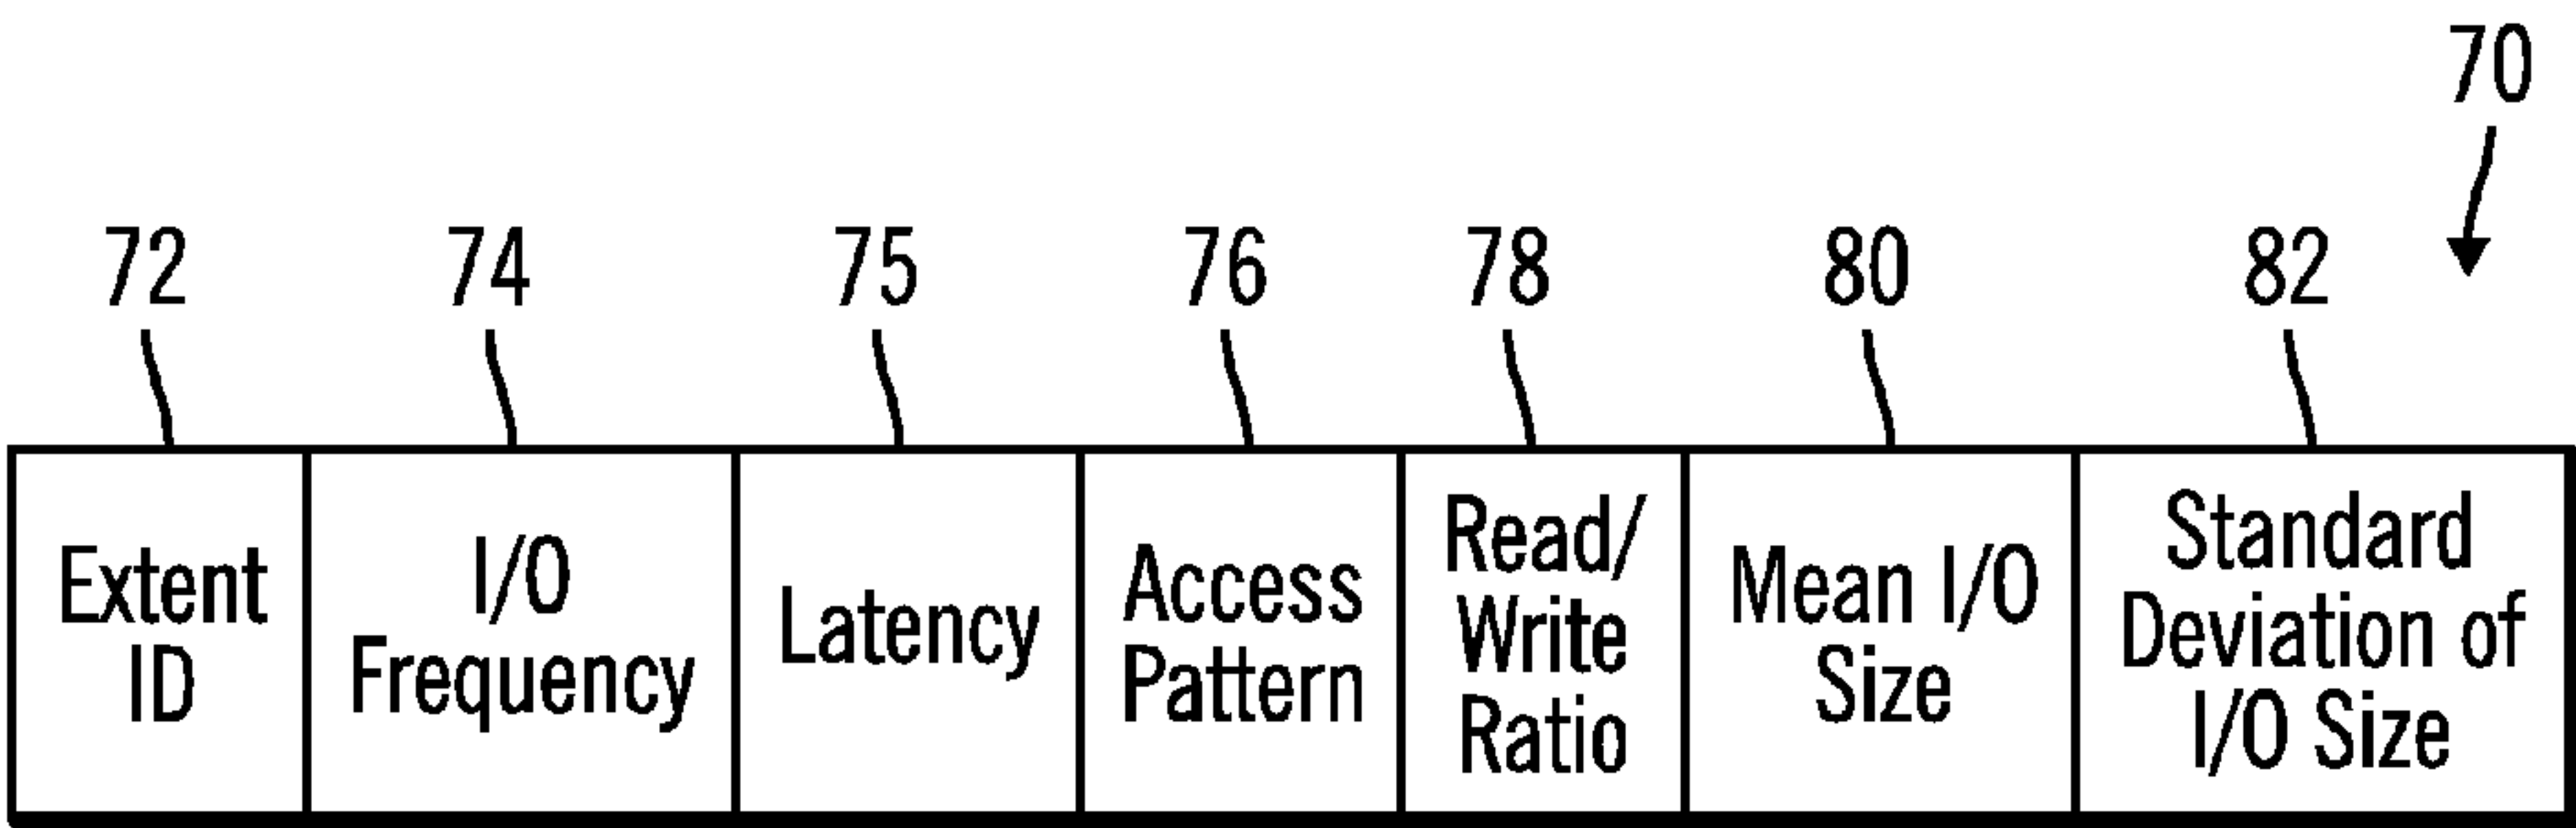 70
72
74
75
76
78
80
82
Extent
ID
I/O
Frequency
Latency
Access
Pattern
Read/
Write
Ratio
Mean I/O
Size
Standard
Deviation of
I/O Size